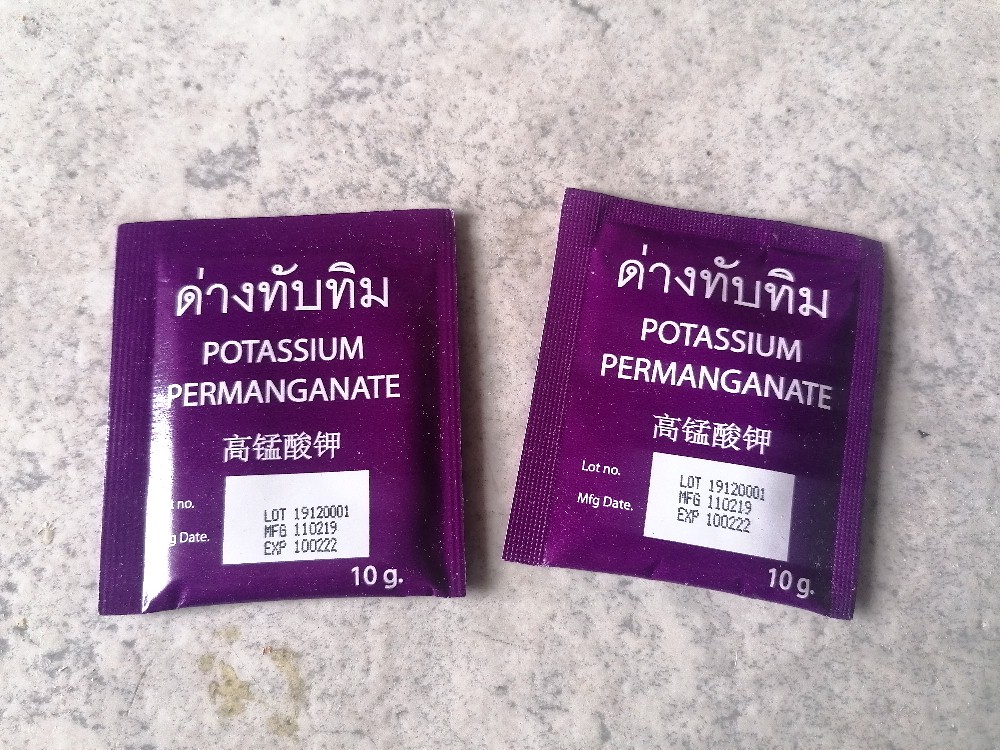 ด่างทับทิม
POTASSIUM
PERMANGANATE
高锰酸钾
t no.
g Date.
LOT 19120001
MFG 110219
EXP 100222
10 g.
ด่างทับทิม
POTASSIUM
PERMANGANATE
高锰酸钾
Lot no.
Mfg Date.
LOT 19120001
MFG 110219
EXP 100222
10 g.